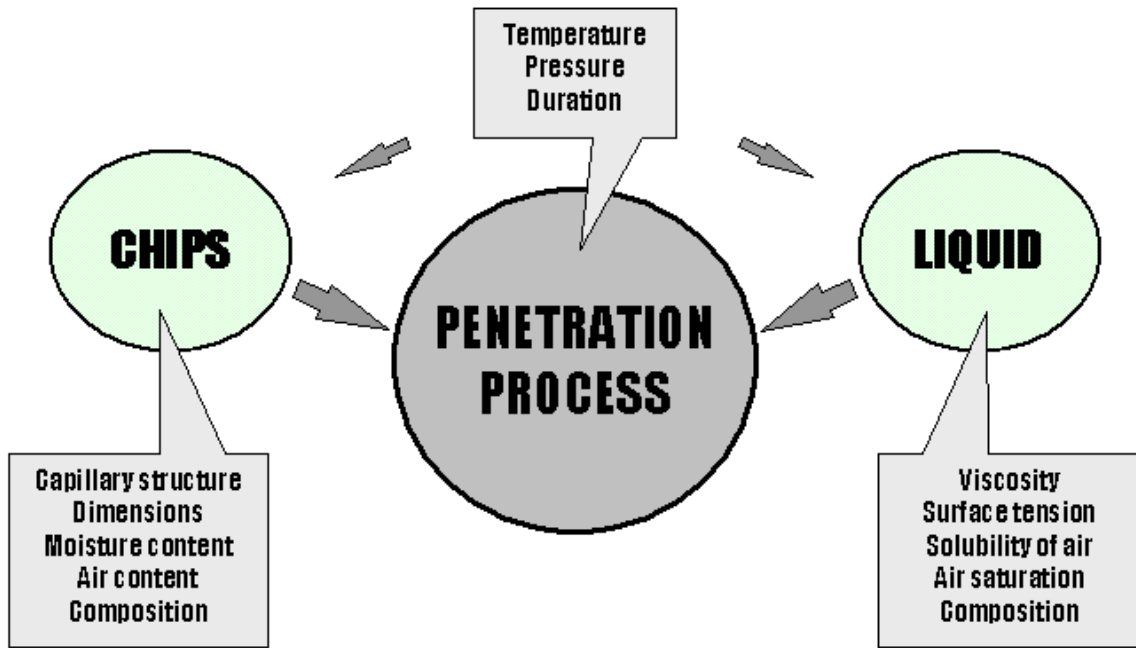 Temperature
Pressure
Duration
CHIPS
LIQUID
PENETRATION
PROCESS
Capillary structure
Dimensions
Moisture content
Air content
Composition
Viscosity
Surface tension
Solubility of air
Air saturation
Composition